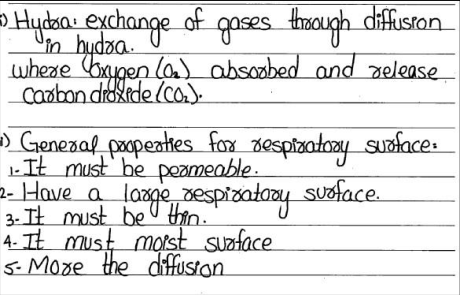 i) Hydra: exchange of gases through diffusion
in hydra.
where Oxygen (O₂) absorbed and release
Carbon dioxide (CO₂).
i) General properties for respiratory surface:
1- It must be permeable.
2- Have a large respiratory surface.
3- It must be thin.
4- It must moist surface
5- More the diffusion